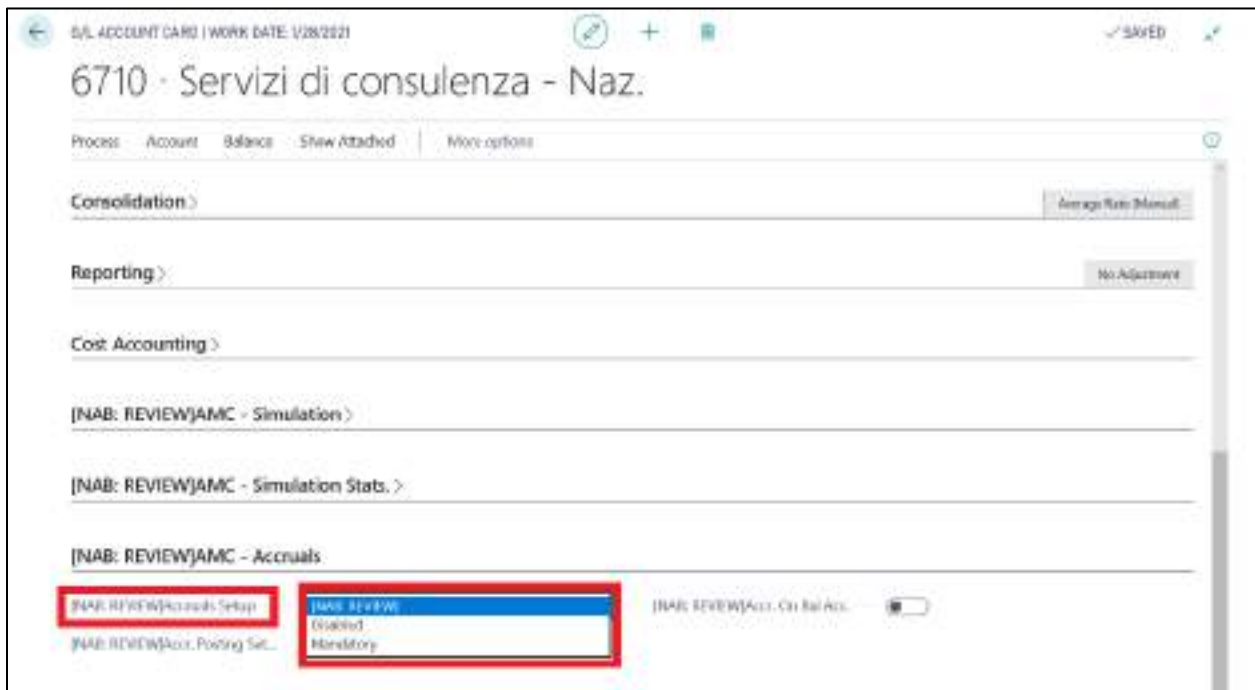 G/L ACCOUNT CARD | WORK DATE: 1/28/2021
SAVED
6710 · Servizi di consulenza - Naz.
Process Account Balance Show Attached More options
Consolidation >
Average Rate (Manual)
Reporting >
No Adjustment
Cost Accounting >
[NAB: REVIEW]AMC - Simulation >
[NAB: REVIEW]AMC - Simulation Stats. >
[NAB: REVIEW]AMC - Accruals
[NAB: REVIEW]Accruals Setup
[NAB: REVIEW]
Disabled
Mandatory
[NAB: REVIEW]Accr. On Bal Acc.
[NAB: REVIEW]Accr. Posting Set...